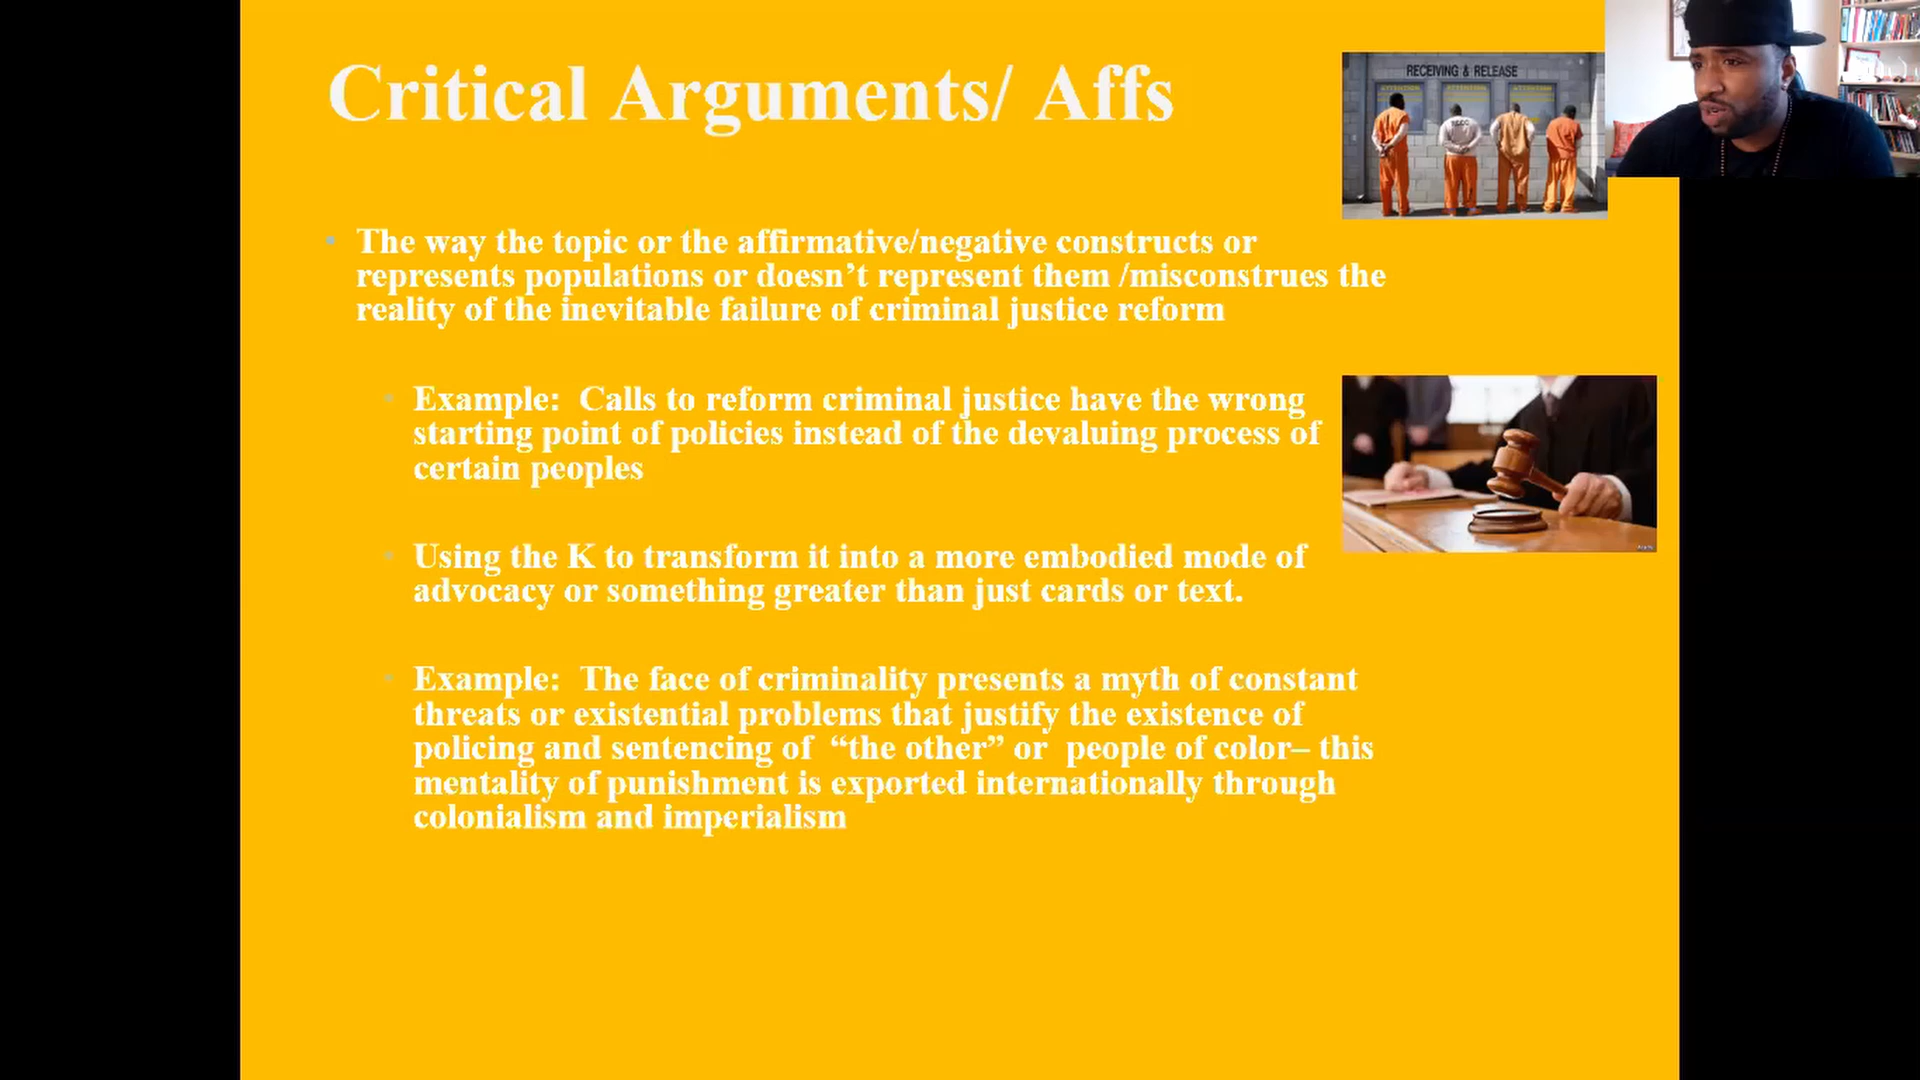 Critical Arguments/ Affs
RECEIVING & RELEASE
The way the topic or the affirmative/negative constructs or
represents populations or doesn’t represent them /misconstrues the
reality of the inevitable failure of criminal justice reform
Example:  Calls to reform criminal justice have the wrong
starting point of policies instead of the devaluing process of
certain peoples
Using the K to transform it into a more embodied mode of
advocacy or something greater than just cards or text.
Example:  The face of criminality presents a myth of constant
threats or existential problems that justify the existence of
policing and sentencing of  “the other” or  people of color– this
mentality of punishment is exported internationally through
colonialism and imperialism